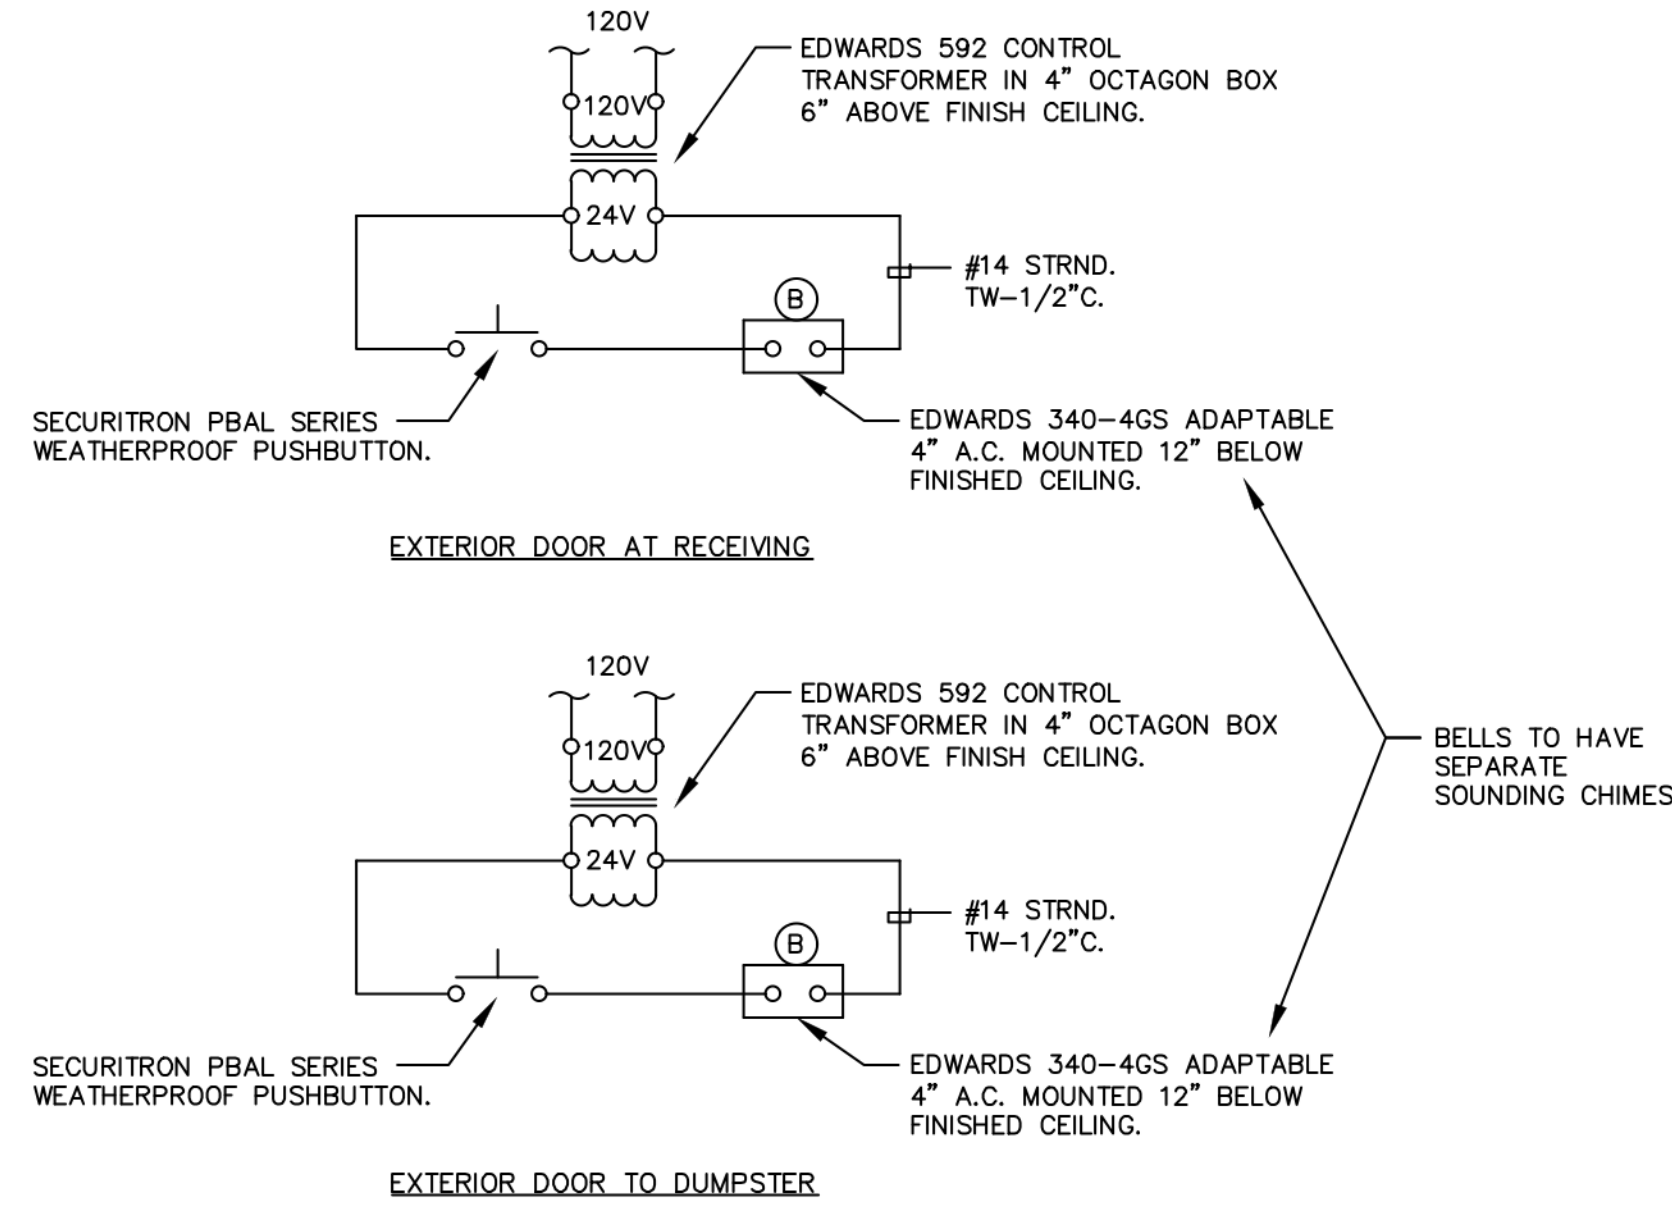 120V
EDWARDS 592 CONTROL
TRANSFORMER IN 4" OCTAGON BOX
6" ABOVE FINISH CEILING.
120V
24V
#14 STRND.
TW-1/2"C.
B
SECURITRON PBAL SERIES
WEATHERPROOF PUSHBUTTON.
EDWARDS 340-4GS ADAPTABLE
4" A.C. MOUNTED 12" BELOW
FINISHED CEILING.
EXTERIOR DOOR AT RECEIVING
120V
EDWARDS 592 CONTROL
TRANSFORMER IN 4" OCTAGON BOX
6" ABOVE FINISH CEILING.
120V
BELLS TO HAVE
SEPARATE
SOUNDING CHIMES
24V
#14 STRND.
TW-1/2"C.
B
SECURITRON PBAL SERIES
WEATHERPROOF PUSHBUTTON.
EDWARDS 340-4GS ADAPTABLE
4" A.C. MOUNTED 12" BELOW
FINISHED CEILING.
EXTERIOR DOOR TO DUMPSTER